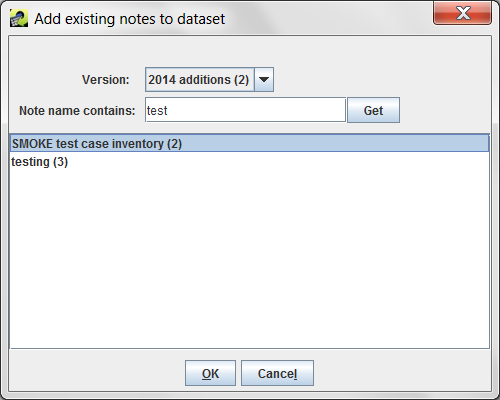 Add existing notes to dataset
Version: 2014 additions (2)
Note name contains: test Get
SMOKE test case inventory (2)
testing (3)
OK Cancel